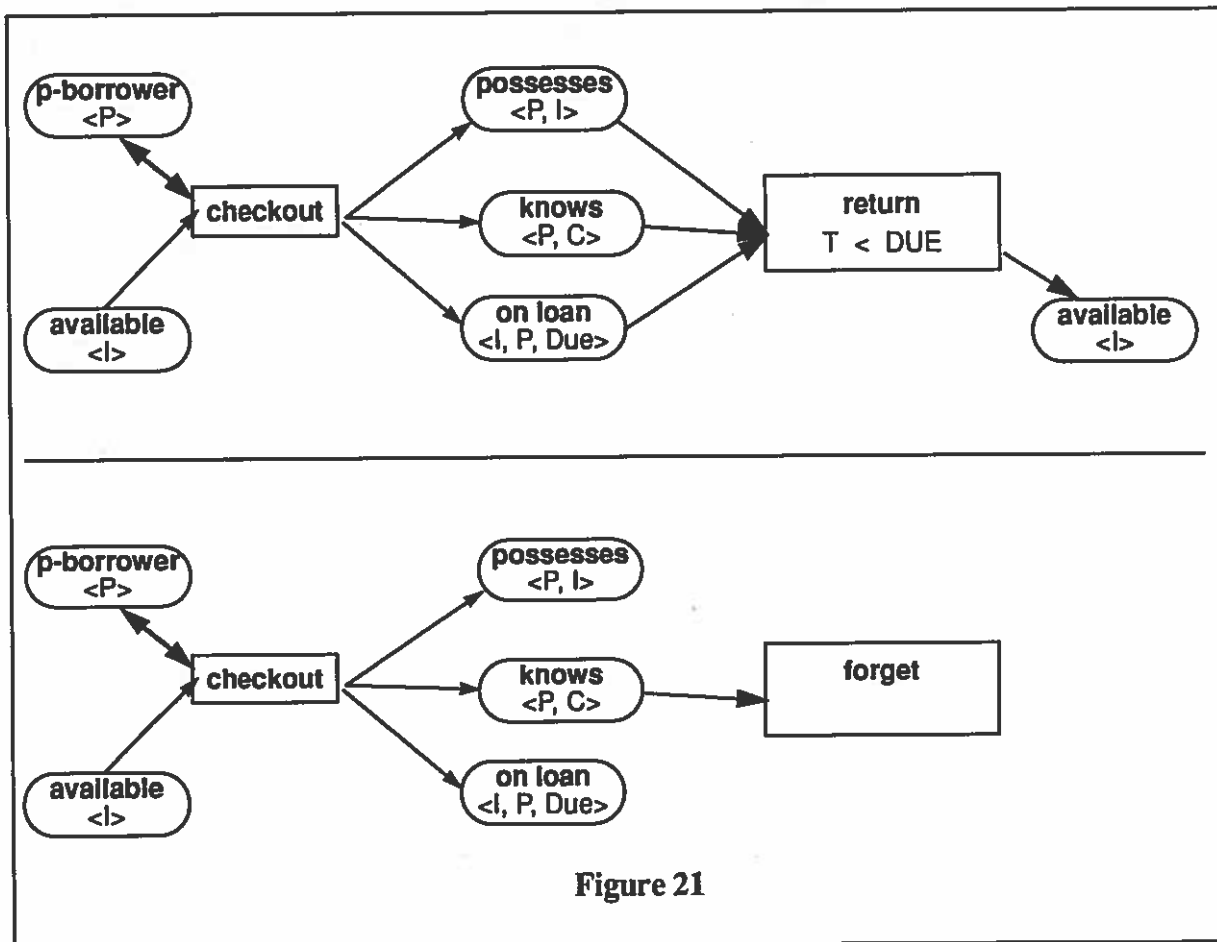 p-borrower
<P>
available
<I>
checkout
possesses
<P, I>
knows
<P, C>
on loan
<I, P, Due>
return
T < DUE
available
<I>
p-borrower
<P>
available
<I>
checkout
possesses
<P, I>
knows
<P, C>
on loan
<I, P, Due>
forget
Figure 21